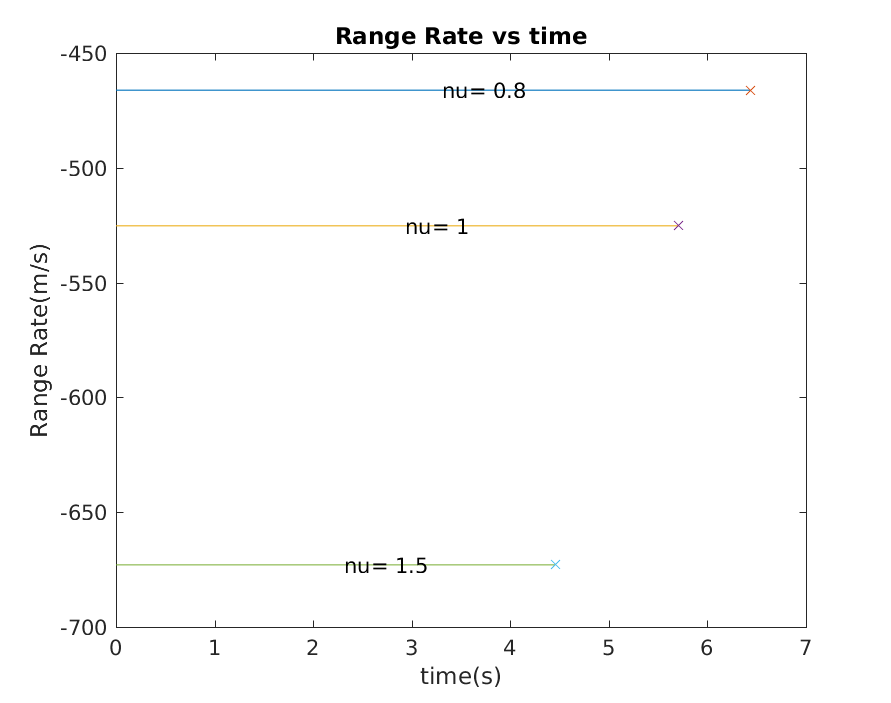 Range Rate vs time
-450
nu= 0.8
-500
nu= 1
-550
Range Rate(m/s)
-600
-650
nu= 1.5
-700
0 1 2 3 4 5 6 7
time(s)